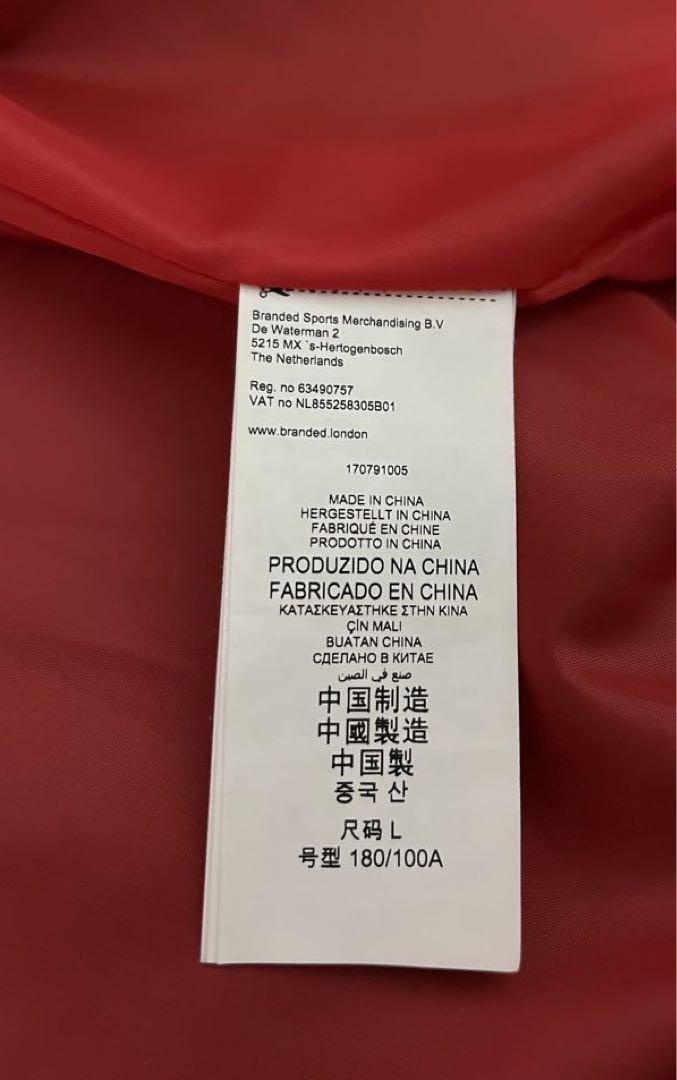 Branded Sports Merchandising B.V
De Waterman 2
5215 MX `s-Hertogenbosch
The Netherlands
Reg. no 63490757
VAT no NL855258305B01
www.branded.london
170791005
MADE IN CHINA
HERGESTELLT IN CHINA
FABRIQUÉ EN CHINE
PRODOTTO IN CHINA
PRODUZIDO NA CHINA
FABRICADO EN CHINA
ΚΑΤΑΣΚΕΥΑΣΤΗΚΕ ΣΤΗΝ ΚΙΝΑ
ÇİN MALI
BUATAN CHINA
СДЕЛАНО В КИТАЕ
صنع في الصين
中国制造
中國製造
中国製
중국 산
尺码 L
号型 180/100A